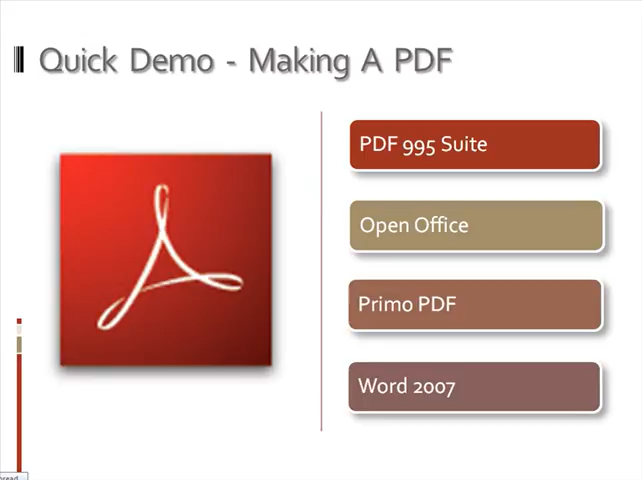 Quick Demo - Making A PDF
PDF 995 Suite
Open Office
Primo PDF
Word 2007